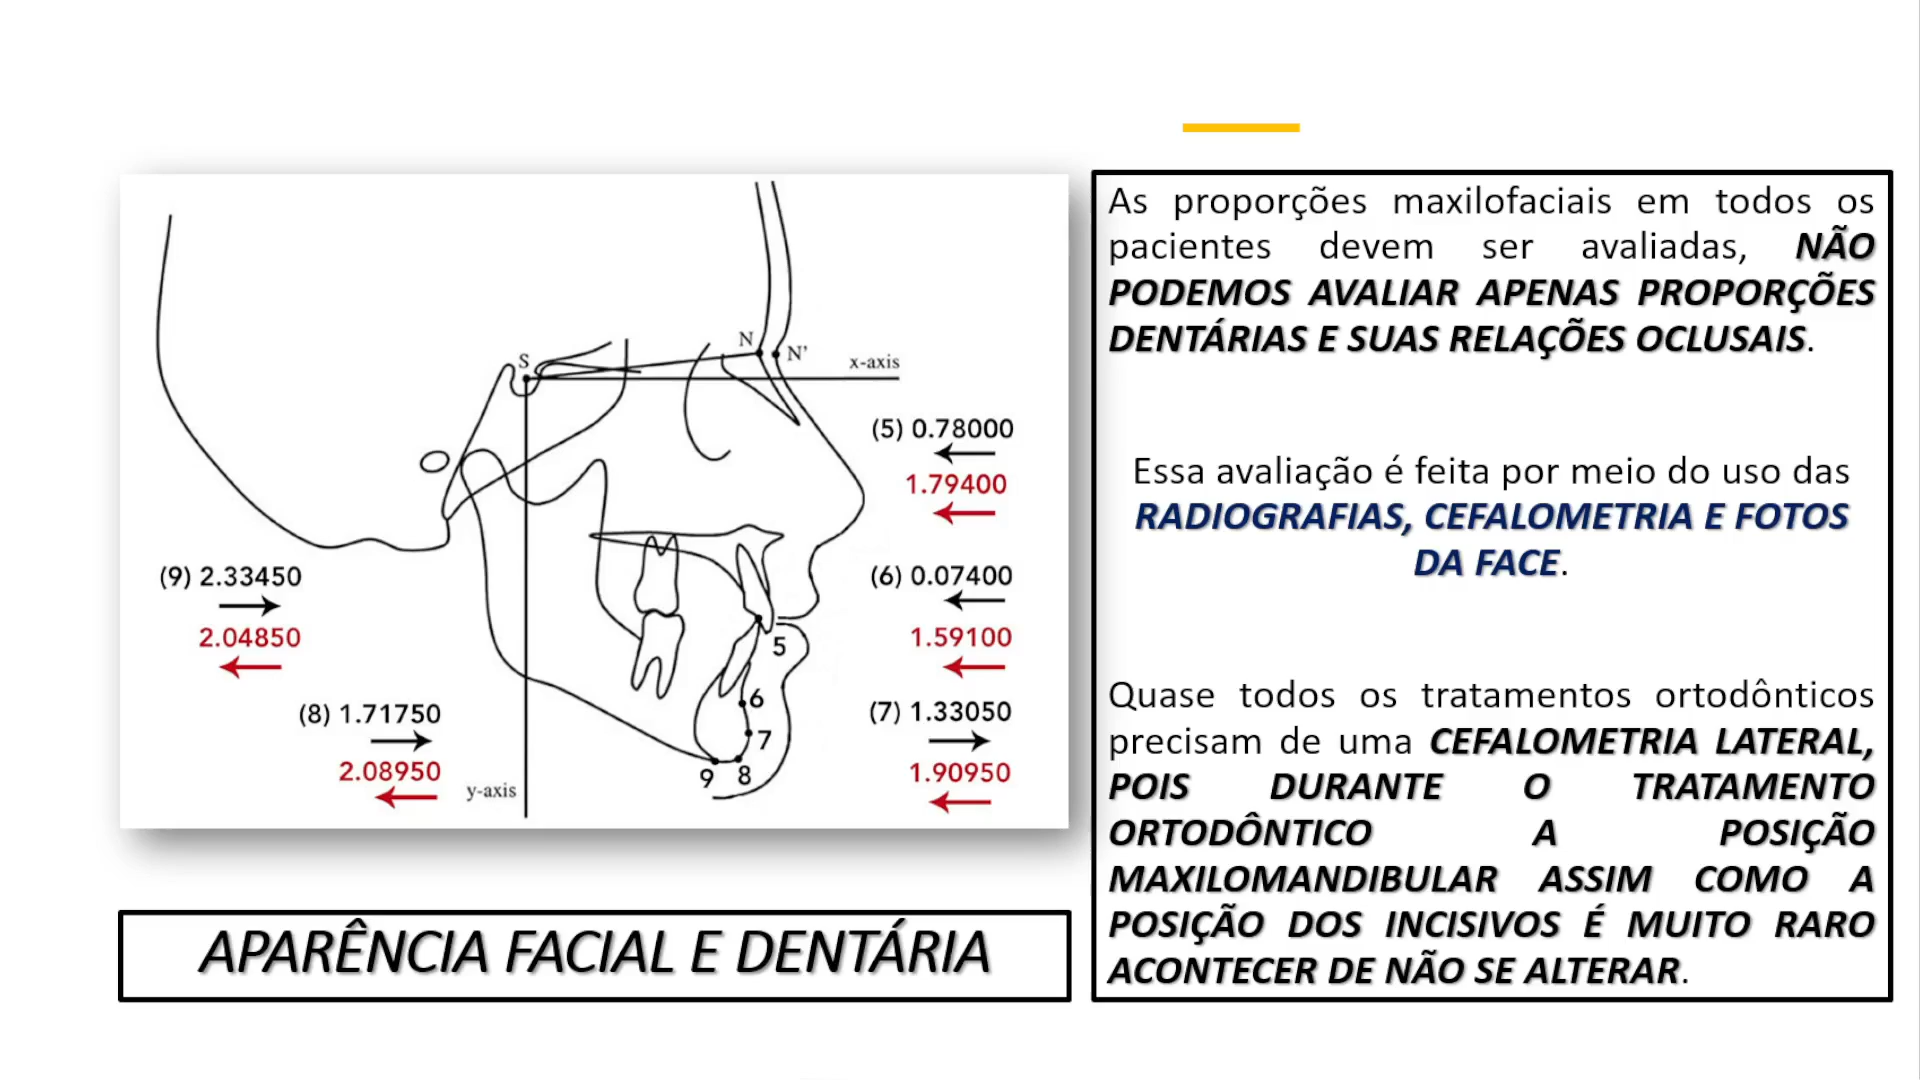 N
N'
S
x-axis
(5) 0.78000
1.79400
(9) 2.33450
2.04850
(6) 0.07400
1.59100
5
6
(8) 1.71750
2.08950
(7) 1.33050
1.90950
7
9
8
y-axis
APARÊNCIA FACIAL E DENTÁRIA
As proporções maxilofaciais em todos os
pacientes devem ser avaliadas, NÃO
PODEMOS AVALIAR APENAS PROPORÇÕES
DENTÁRIAS E SUAS RELAÇÕES OCLUSAIS.
Essa avaliação é feita por meio do uso das
RADIOGRAFIAS, CEFALOMETRIA E FOTOS
DA FACE.
Quase todos os tratamentos ortodônticos
precisam de uma CEFALOMETRIA LATERAL,
POIS DURANTE O TRATAMENTO
ORTODÔNTICO A POSIÇÃO
MAXILOMANDIBULAR ASSIM COMO A
POSIÇÃO DOS INCISIVOS É MUITO RARO
ACONTECER DE NÃO SE ALTERAR.